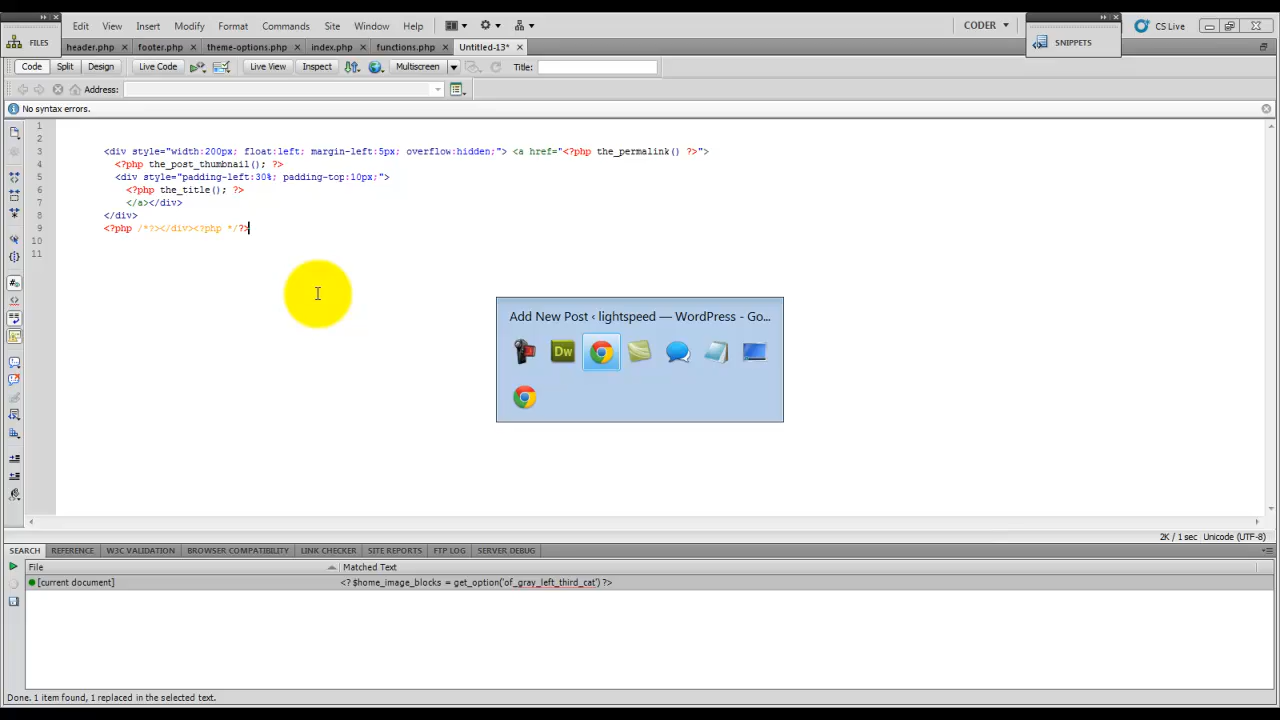 Edit View Insert Modify Format Commands Site Window Help CODER CS Live
FILES
SNIPPETS
header.php footer.php theme-options.php index.php functions.php Untitled-13*
Code Split Design Live Code Live View Inspect Multiscreen Title:
Address:
No syntax errors.
1
2
3 <div style="width:200px; float:left; margin-left:5px; overflow:hidden;"> <a href="<?php the_permalink() ?>">
4 <?php the_post_thumbnail(); ?>
5 <div style="padding-left:30%; padding-top:10px;">
6 <?php the_title(); ?>
7 </a></div>
8 </div>
9 <?php /*?></div><?php */?>
10
11
Add New Post ‹ lightspeed — WordPress - Go...
Dw
2K / 1 sec Unicode (UTF-8)
SEARCH REFERENCE W3C VALIDATION BROWSER COMPATIBILITY LINK CHECKER SITE REPORTS FTP LOG SERVER DEBUG
File Matched Text
[current document] <? $home_image_blocks = get_option('of_gray_left_third_cat') ?>
Done. 1 item found, 1 replaced in the selected text.